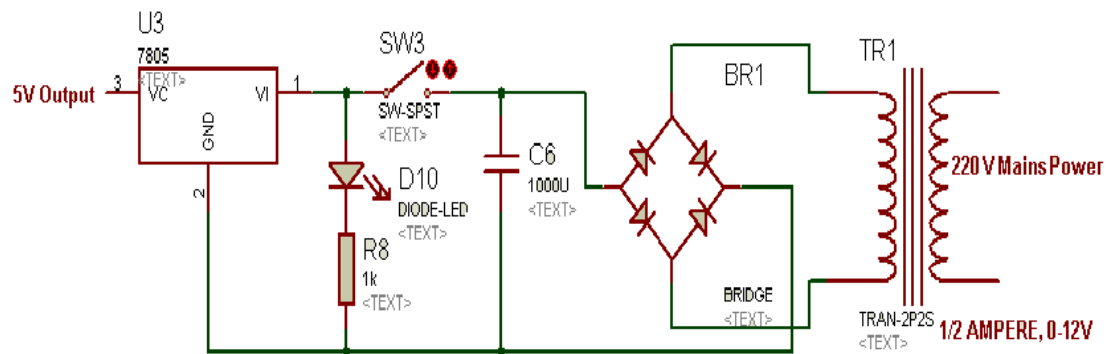 U3
7805
<TEXT>
3
VC
VI
1
GND
2
5V Output
SW3
SW-SPST
<TEXT>
D10
DIODE-LED
<TEXT>
R8
1k
<TEXT>
C6
1000U
<TEXT>
BR1
BRIDGE
<TEXT>
TR1
TRAN-2P2S
<TEXT>
220 V Mains Power
1/2 AMPERE, 0-12V